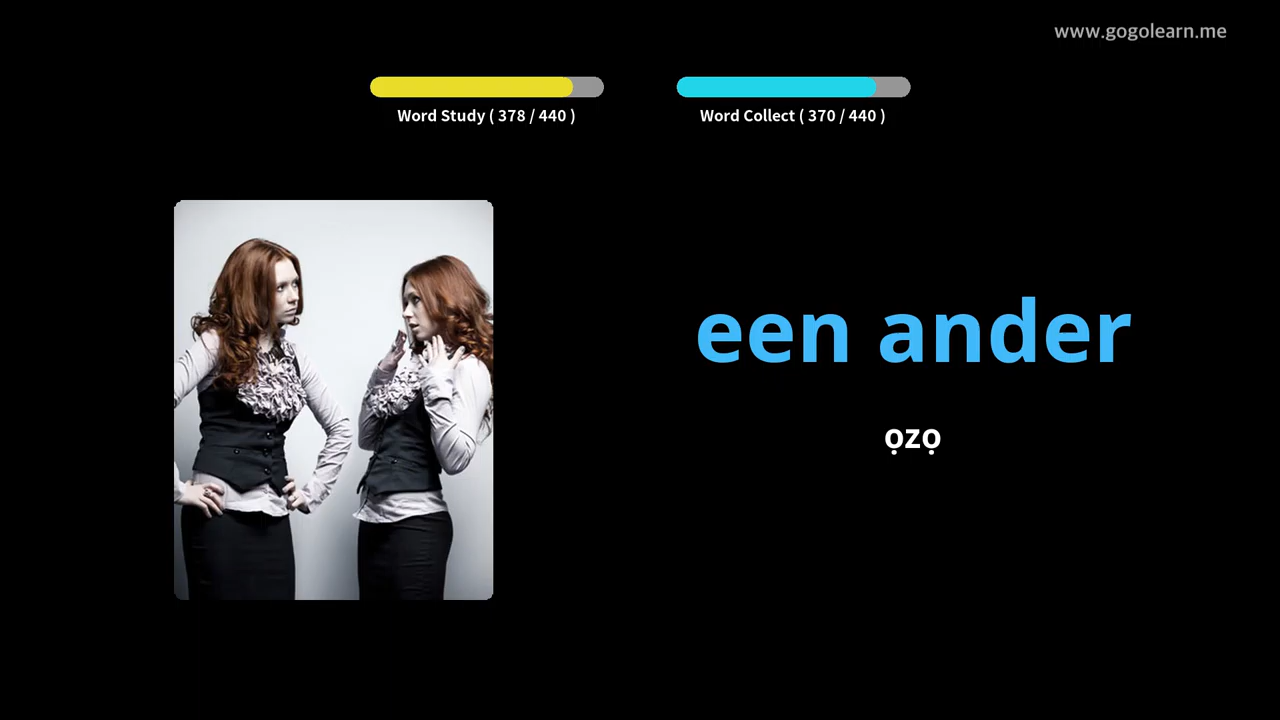 www.gogolearn.me
Word Study ( 378 / 440 )
Word Collect ( 370 / 440 )
een ander
ọzọ